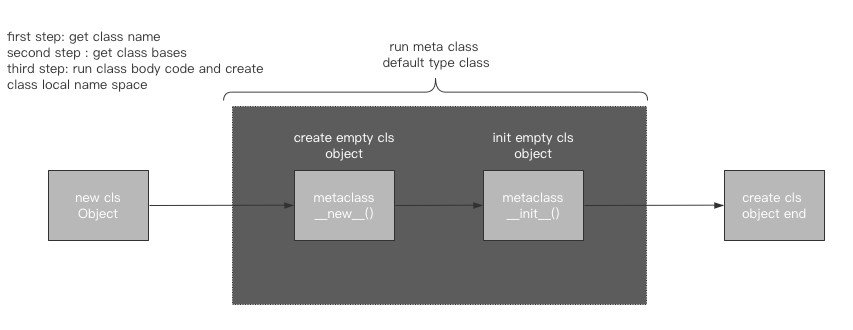 first step: get class name
second step : get class bases
third step: run class body code and create
class local name space
run meta class
default type class
create empty cls
object
init empty cls
object
new cls
Object
metaclass
__new__()
metaclass
__init__()
create cls
object end